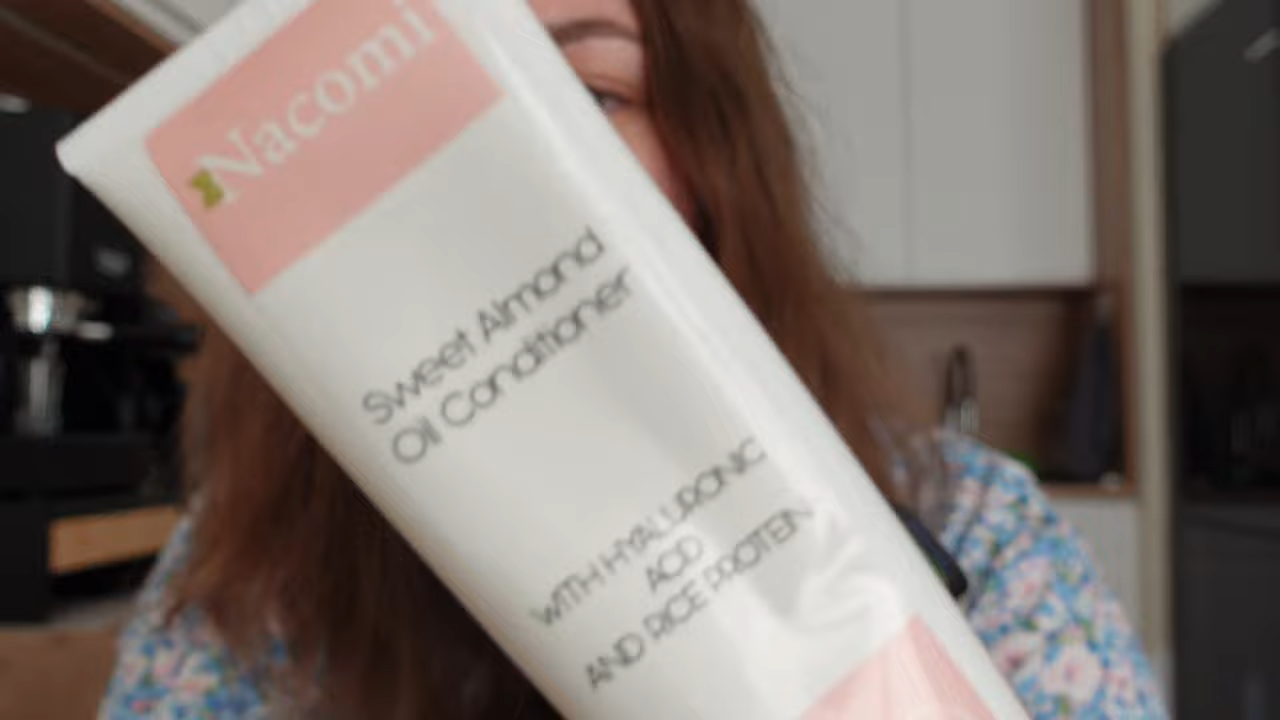 Nacomi
Sweet Almond
Oil Conditioner
WITH HYALURONIC
ACID
AND RICE PROTEIN